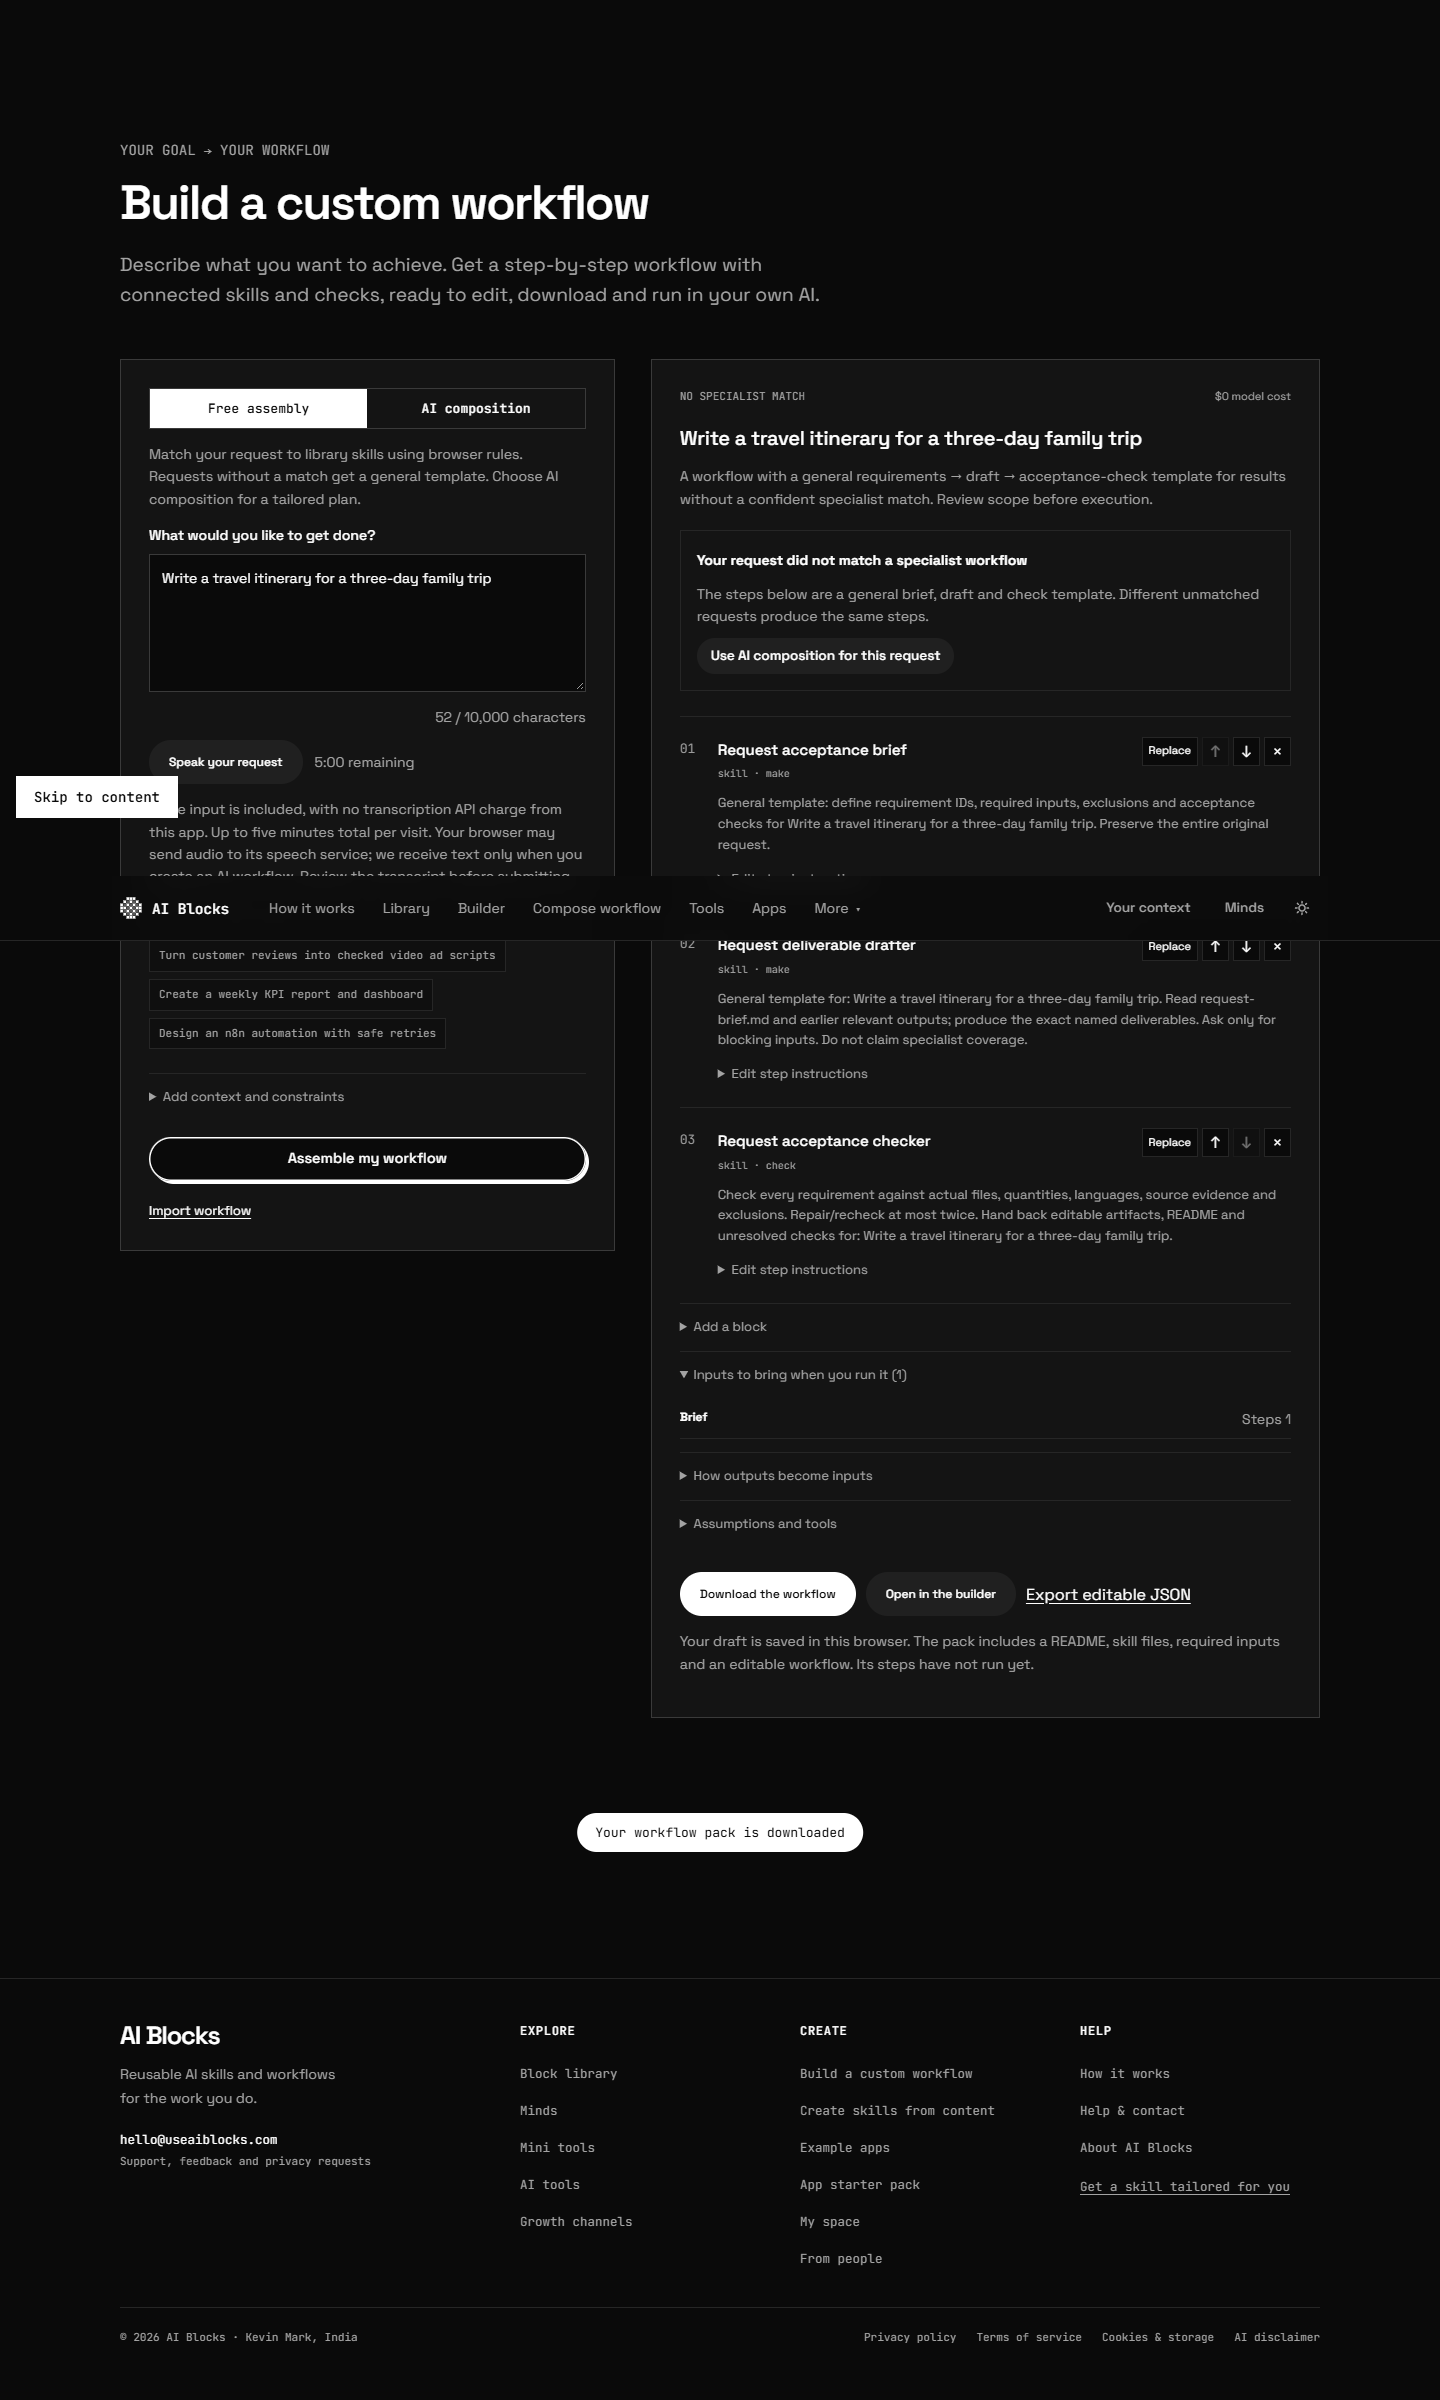 YOUR GOAL → YOUR WORKFLOW
Build a custom workflow
Describe what you want to achieve. Get a step-by-step workflow with
connected skills and checks, ready to edit, download and run in your own AI.
Free assembly
AI composition
Match your request to library skills using browser rules.
Requests without a match get a general template. Choose AI
composition for a tailored plan.
What would you like to get done?
Write a travel itinerary for a three-day family trip
52 / 10,000 characters
Speak your request
5:00 remaining
Skip to content
input is included, with no transcription API charge from
this app. Up to five minutes total per visit. Your browser may
send audio to its speech service; we receive text only when you
create an AI workflow. Review the transcript before submitting.
Turn customer reviews into checked video ad scripts
Create a weekly KPI report and dashboard
Design an n8n automation with safe retries
▶ Add context and constraints
Assemble my workflow
Import workflow
NO SPECIALIST MATCH
$0 model cost
Write a travel itinerary for a three-day family trip
A workflow with a general requirements → draft → acceptance-check template for results
without a confident specialist match. Review scope before execution.
Your request did not match a specialist workflow
The steps below are a general brief, draft and check template. Different unmatched
requests produce the same steps.
Use AI composition for this request
01 Request acceptance brief
Replace ↑ ↓ ×
skill · make
General template: define requirement IDs, required inputs, exclusions and acceptance
checks for Write a travel itinerary for a three-day family trip. Preserve the entire original
request.
AI Blocks
How it works
Library
Builder
Compose workflow
Tools
Apps
More ▾
Your context
Minds
02 Request deliverable drafter
Replace ↑ ↓ ×
skill · make
General template for: Write a travel itinerary for a three-day family trip. Read request-
brief.md and earlier relevant outputs; produce the exact named deliverables. Ask only for
blocking inputs. Do not claim specialist coverage.
▶ Edit step instructions
03 Request acceptance checker
Replace ↑ ↓ ×
skill · check
Check every requirement against actual files, quantities, languages, source evidence and
exclusions. Repair/recheck at most twice. Hand back editable artifacts, README and
unresolved checks for: Write a travel itinerary for a three-day family trip.
▶ Edit step instructions
▶ Add a block
▼ Inputs to bring when you run it (1)
Brief
Steps 1
▶ How outputs become inputs
▶ Assumptions and tools
Download the workflow
Open in the builder
Export editable JSON
Your draft is saved in this browser. The pack includes a README, skill files, required inputs
and an editable workflow. Its steps have not run yet.
Your workflow pack is downloaded
AI Blocks
Reusable AI skills and workflows
for the work you do.
hello@useaiblocks.com
Support, feedback and privacy requests
EXPLORE
Block library
Minds
Mini tools
AI tools
Growth channels
CREATE
Build a custom workflow
Create skills from content
Example apps
App starter pack
My space
From people
HELP
How it works
Help & contact
About AI Blocks
Get a skill tailored for you
© 2026 AI Blocks · Kevin Mark, India
Privacy policy
Terms of service
Cookies & storage
AI disclaimer